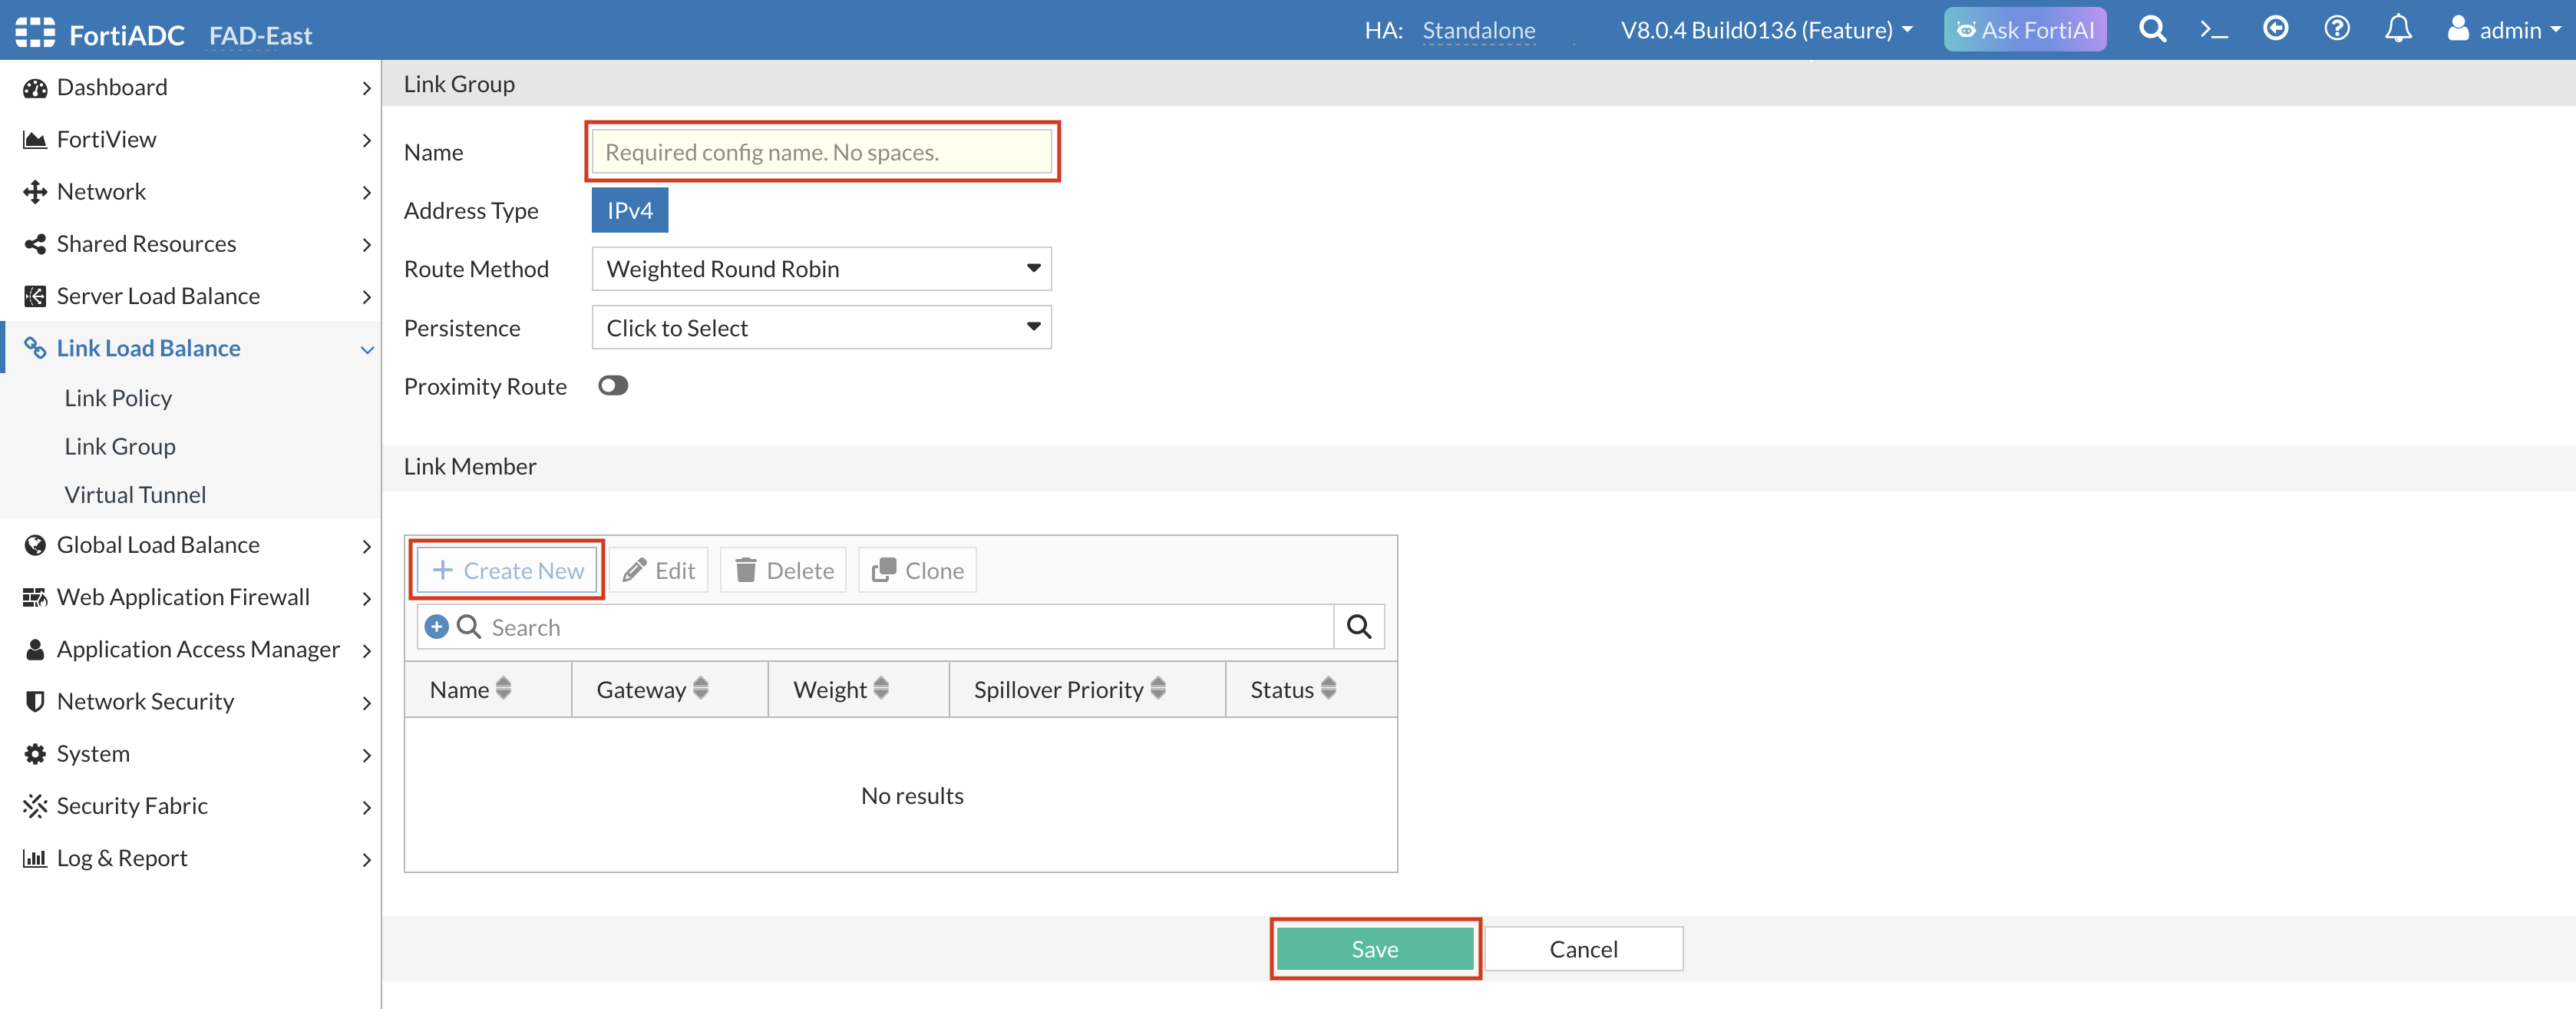 FortiADC FAD-East HA: Standalone V8.0.4 Build0136 (Feature) Ask FortiAI admin
Dashboard
FortiView
Network
Shared Resources
Server Load Balance
Link Load Balance
Link Policy
Link Group
Virtual Tunnel
Global Load Balance
Web Application Firewall
Application Access Manager
Network Security
System
Security Fabric
Log & Report
Link Group
Name Required config name. No spaces.
Address Type IPv4
Route Method Weighted Round Robin
Persistence Click to Select
Proximity Route
Link Member
Create New Edit Delete Clone
Search
Name Gateway Weight Spillover Priority Status
No results
Save Cancel